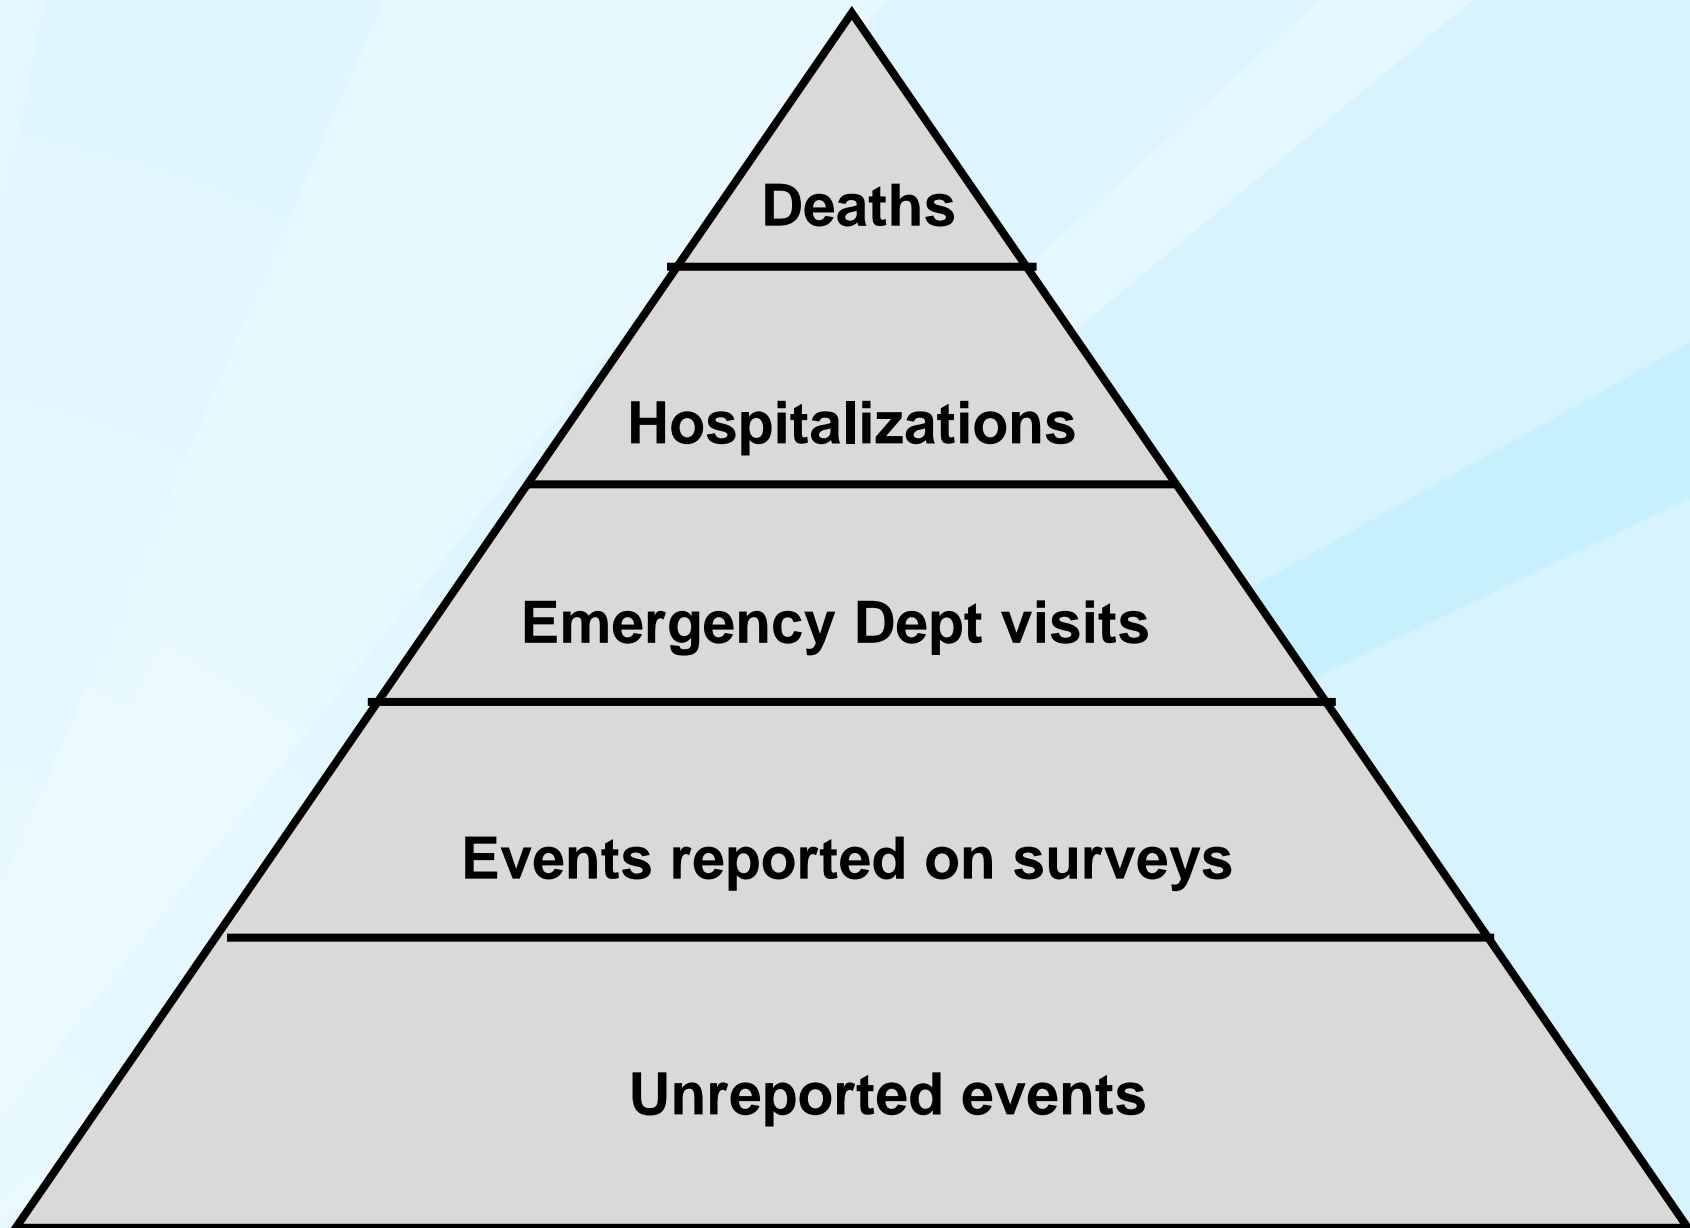 Deaths
Hospitalizations
Emergency Dept visits
Events reported on surveys
Unreported events